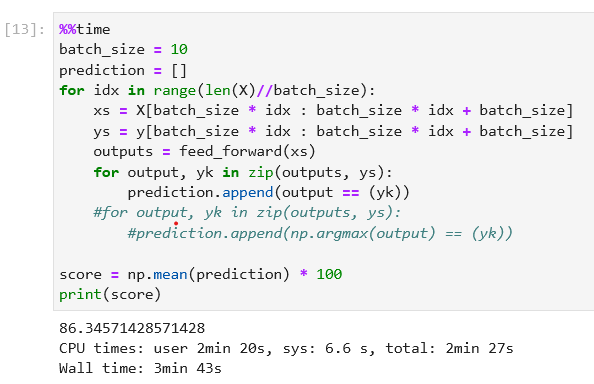 [13]: %%time
batch_size = 10
prediction = []
for idx in range(len(X)//batch_size):
    xs = X[batch_size * idx : batch_size * idx + batch_size]
    ys = y[batch_size * idx : batch_size * idx + batch_size]
    outputs = feed_forward(xs)
    for output, yk in zip(outputs, ys):
        prediction.append(output == (yk))
    #for output, yk in zip(outputs, ys):
        #prediction.append(np.argmax(output) == (yk))

score = np.mean(prediction) * 100
print(score)
86.34571428571428
CPU times: user 2min 20s, sys: 6.6 s, total: 2min 27s
Wall time: 3min 43s